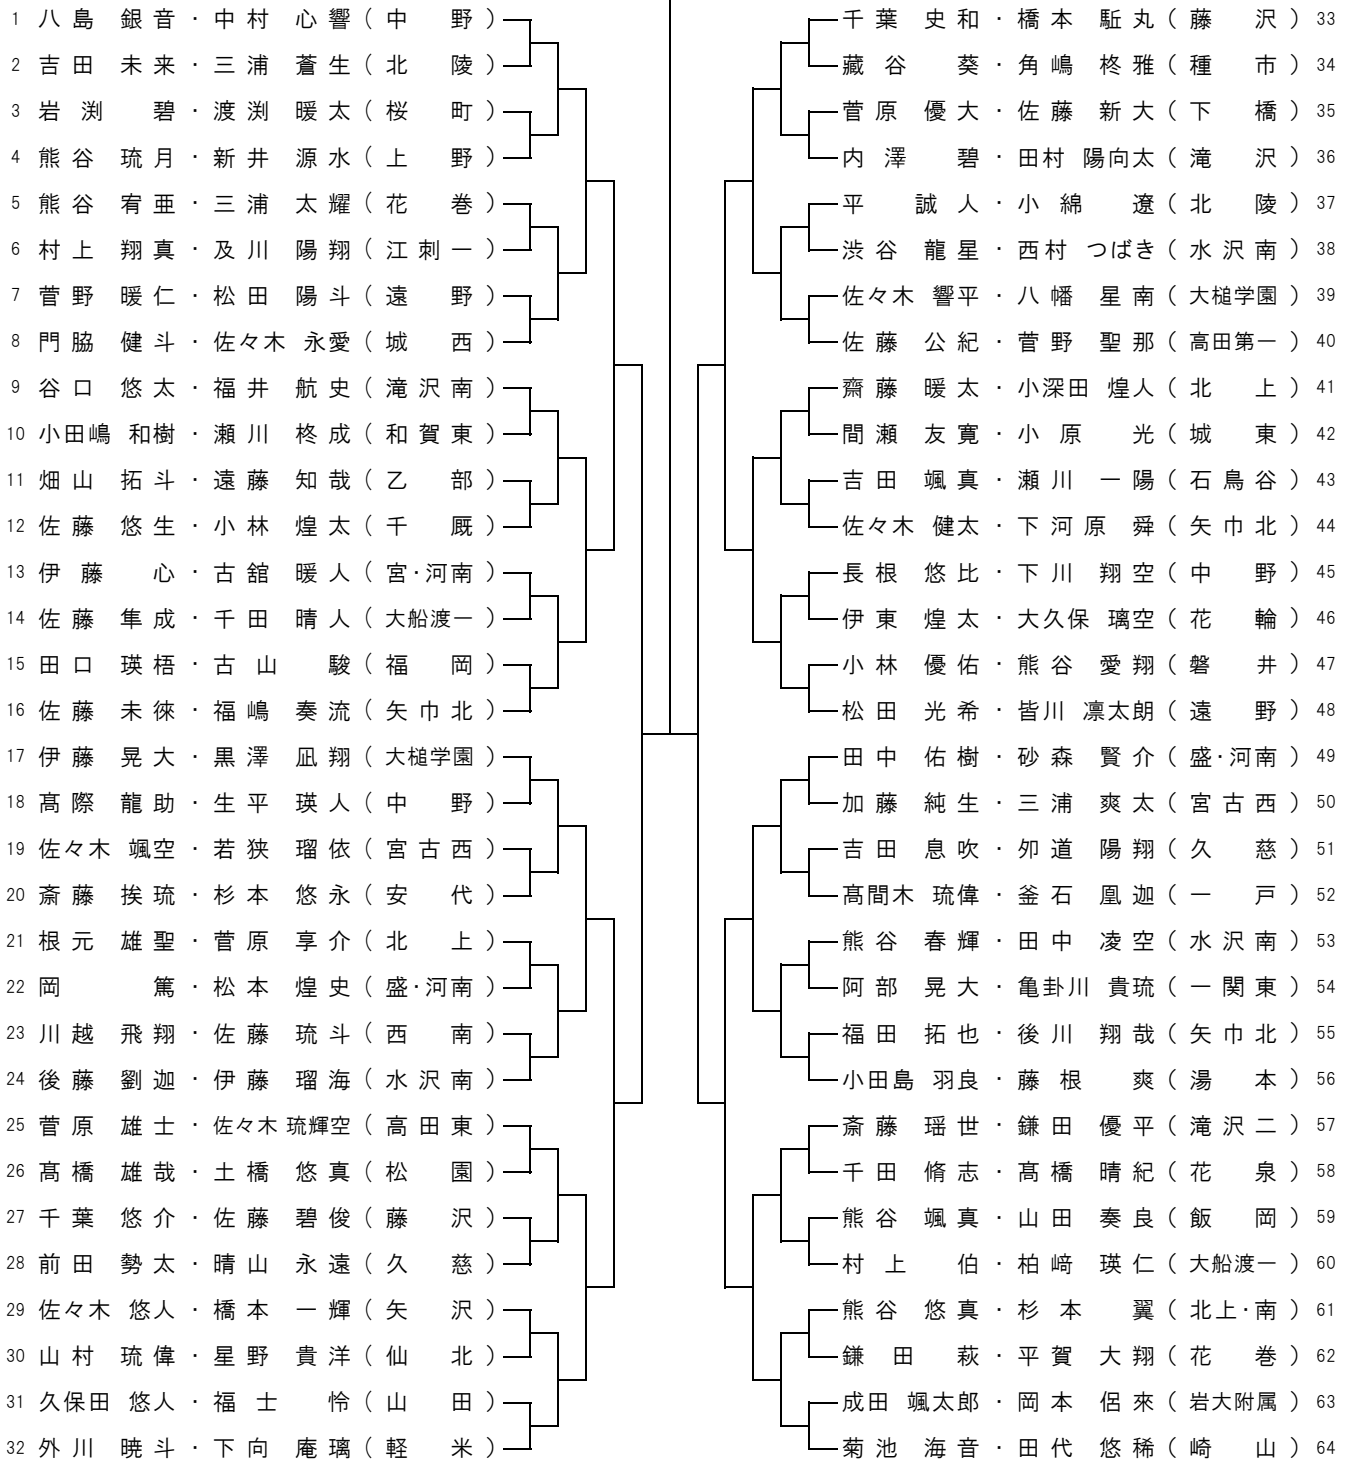 1 八島 銀音・中村 心響（中野）
2 吉田 未来・三浦 蒼生（北陵）
3 岩渕 碧・渡渕 暖太（桜町）
4 熊谷 琉月・新井 源水（上野）
5 熊谷 宥亜・三浦 太耀（花巻）
6 村上 翔真・及川 陽翔（江刺一）
7 菅野 暖仁・松田 陽斗（遠野）
8 門脇 健斗・佐々木 永愛（城西）
9 谷口 悠太・福井 航史（滝沢南）
10 小田嶋 和樹・瀬川 柊成（和賀東）
11 畑山 拓斗・遠藤 知哉（乙部）
12 佐藤 悠生・小林 煌太（千厩）
13 伊藤 心・古舘 暖人（宮・河南）
14 佐藤 隼成・千田 晴人（大船渡一）
15 田口 瑛梧・古山 駿（福岡）
16 佐藤 未徠・福嶋 奏流（矢巾北）
17 伊藤 晃大・黒澤 凪翔（大槌学園）
18 髙際 龍助・生平 瑛人（中野）
19 佐々木 颯空・若狭 瑠依（宮古西）
20 斎藤 挨琉・杉本 悠永（安代）
21 根元 雄聖・菅原 享介（北上）
22 岡 篤・松本 煌史（盛・河南）
23 川越 飛翔・佐藤 琉斗（西南）
24 後藤 劉迦・伊藤 瑠海（水沢南）
25 菅原 雄士・佐々木 琉輝空（高田東）
26 髙橋 雄哉・土橋 悠真（松園）
27 千葉 悠介・佐藤 碧俊（藤沢）
28 前田 勢太・晴山 永遠（久慈）
29 佐々木 悠人・橋本 一輝（矢沢）
30 山村 琉偉・星野 貴洋（仙北）
31 久保田 悠人・福士 怜（山田）
32 外川 暁斗・下向 庵璃（軽米）
千葉 史和・橋本 駈丸（藤沢）33
藏谷 葵・角嶋 柊雅（種市）34
菅原 優大・佐藤 新大（下橋）35
内澤 碧・田村 陽向太（滝沢）36
平 誠人・小綿 遼（北陵）37
渋谷 龍星・西村 つばき（水沢南）38
佐々木 響平・八幡 星南（大槌学園）39
佐藤 公紀・菅野 聖那（高田第一）40
齋藤 暖太・小深田 煌人（北上）41
間瀬 友寛・小原 光（城東）42
吉田 颯真・瀬川 一陽（石鳥谷）43
佐々木 健太・下河原 舜（矢巾北）44
長根 悠比・下川 翔空（中野）45
伊東 煌太・大久保 璃空（花輪）46
小林 優佑・熊谷 愛翔（磐井）47
松田 光希・皆川 凛太朗（遠野）48
田中 佑樹・砂森 賢介（盛・河南）49
加藤 純生・三浦 爽太（宮古西）50
吉田 息吹・夘道 陽翔（久慈）51
髙間木 琉偉・釜石 凰迦（一戸）52
熊谷 春輝・田中 凌空（水沢南）53
阿部 晃大・亀卦川 貴琉（一関東）54
福田 拓也・後川 翔哉（矢巾北）55
小田島 羽良・藤根 爽（湯本）56
斎藤 瑶世・鎌田 優平（滝沢二）57
千田 脩志・髙橋 晴紀（花泉）58
熊谷 颯真・山田 奏良（飯岡）59
村上 伯・柏﨑 瑛仁（大船渡一）60
熊谷 悠真・杉本 翼（北上・南）61
鎌田 萩・平賀 大翔（花巻）62
成田 颯太郎・岡本 侶來（岩大附属）63
菊池 海音・田代 悠稀（崎山）64